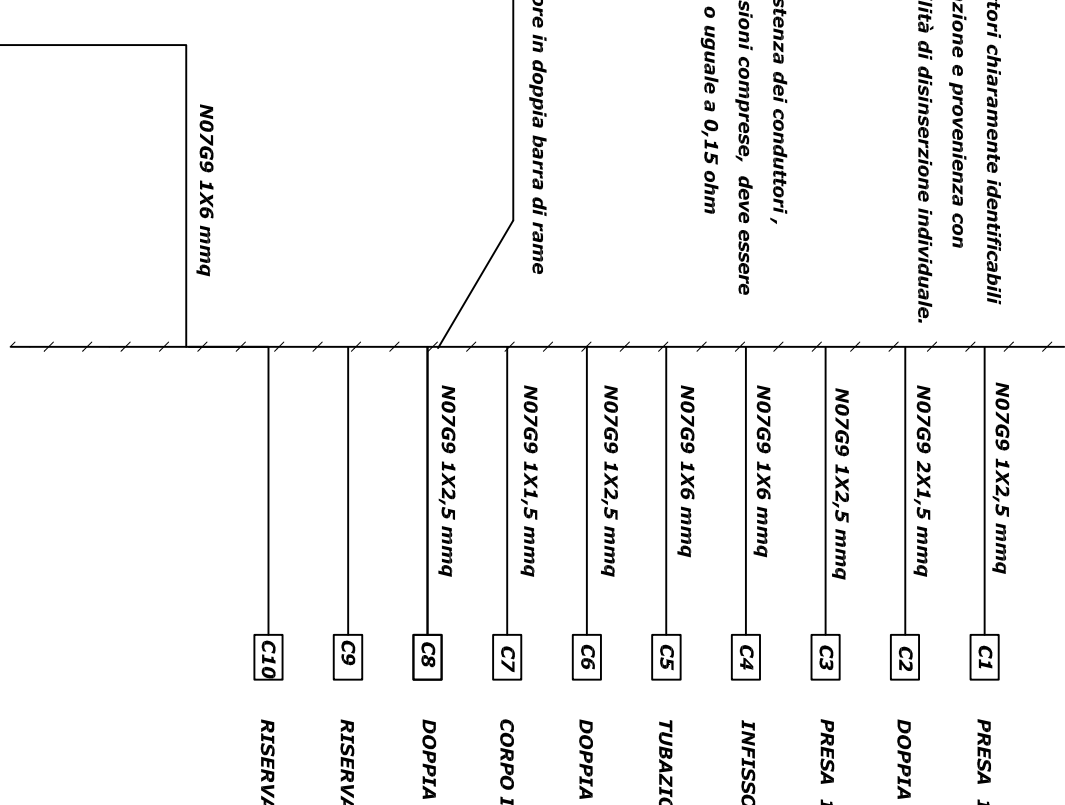 tori chiaramente identificabili
zione e provenienza con
lità di disinserzione individuale.
stenza dei conduttori ,
sioni comprese, deve essere
o uguale a 0,15 ohm
ore in doppia barra di rame
N07G9 1X6 mmq
N07G9 1X2,5 mmq
C1
PRESA 1
N07G9 2X1,5 mmq
C2
DOPPIA
N07G9 1X2,5 mmq
C3
PRESA 1
N07G9 1X6 mmq
C4
INFISSO
N07G9 1X6 mmq
C5
TUBAZIO
N07G9 1X2,5 mmq
C6
DOPPIA
N07G9 1X1,5 mmq
C7
CORPO I
N07G9 1X2,5 mmq
C8
DOPPIA
C9
RISERVA
C10
RISERVA